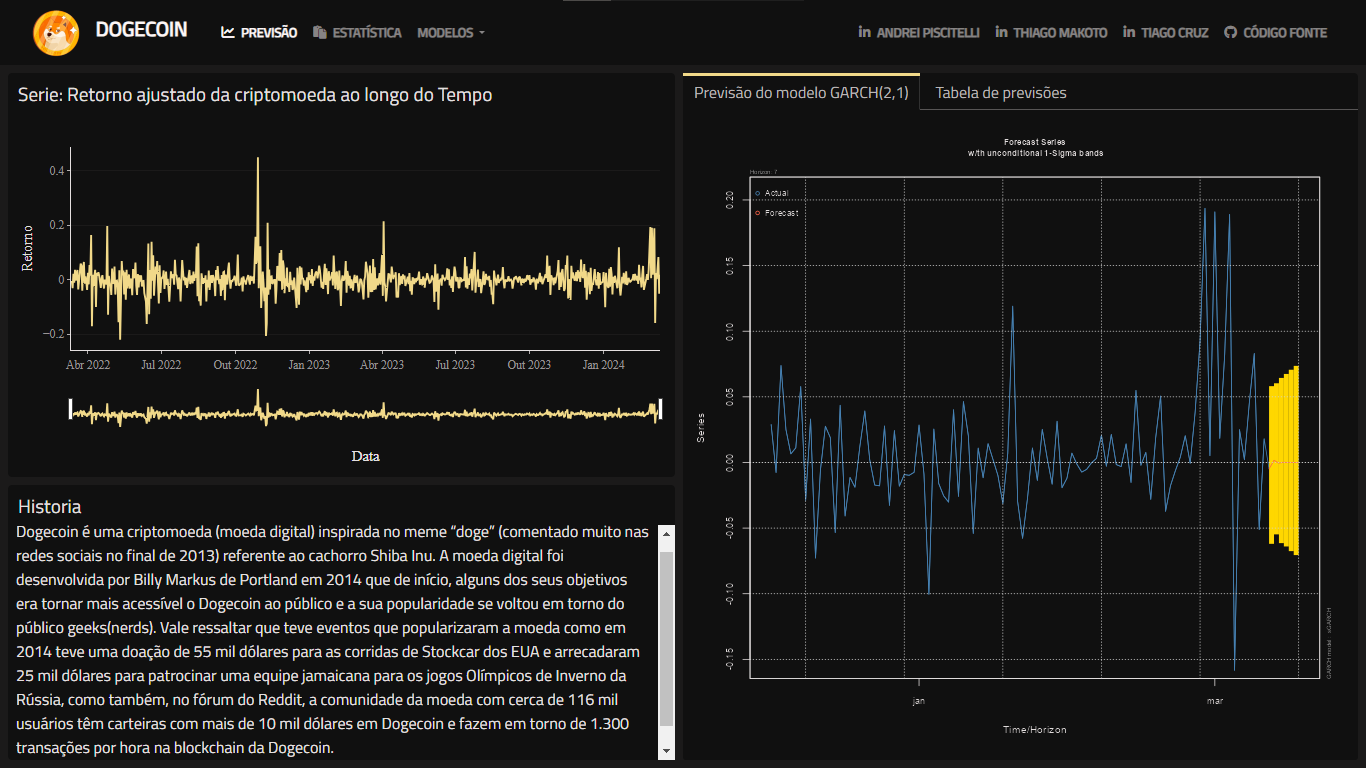 DOGECOIN
PREVISÃO
ESTATÍSTICA
MODELOS
ANDREI PISCITELLI
THIAGO MAKOTO
TIAGO CRUZ
CÓDIGO FONTE
Serie: Retorno ajustado da criptomoeda ao longo do Tempo
0.4
0.2
0
−0.2
Retorno
Abr 2022
Jul 2022
Out 2022
Jan 2023
Abr 2023
Jul 2023
Out 2023
Jan 2024
Data
Historia
Dogecoin é uma criptomoeda (moeda digital) inspirada no meme “doge” (comentado muito nas
redes sociais no final de 2013) referente ao cachorro Shiba Inu. A moeda digital foi
desenvolvida por Billy Markus de Portland em 2014 que de início, alguns dos seus objetivos
era tornar mais acessível o Dogecoin ao público e a sua popularidade se voltou em torno do
público geeks(nerds). Vale ressaltar que teve eventos que popularizaram a moeda como em
2014 teve uma doação de 55 mil dólares para as corridas de Stockcar dos EUA e arrecadaram
25 mil dólares para patrocinar uma equipe jamaicana para os jogos Olímpicos de Inverno da
Rússia, como também, no fórum do Reddit, a comunidade da moeda com cerca de 116 mil
usuários têm carteiras com mais de 10 mil dólares em Dogecoin e fazem em torno de 1.300
transações por hora na blockchain da Dogecoin.
Previsão do modelo GARCH(2,1)
Tabela de previsões
Forecast Series
w/th unconditional 1-Sigma bands
Horizon: 7
Actual
Forecast
0.20
0.15
0.10
0.05
0.00
-0.05
-0.10
-0.15
Series
jan
mar
Time/Horizon
GARCH model : sGARCH